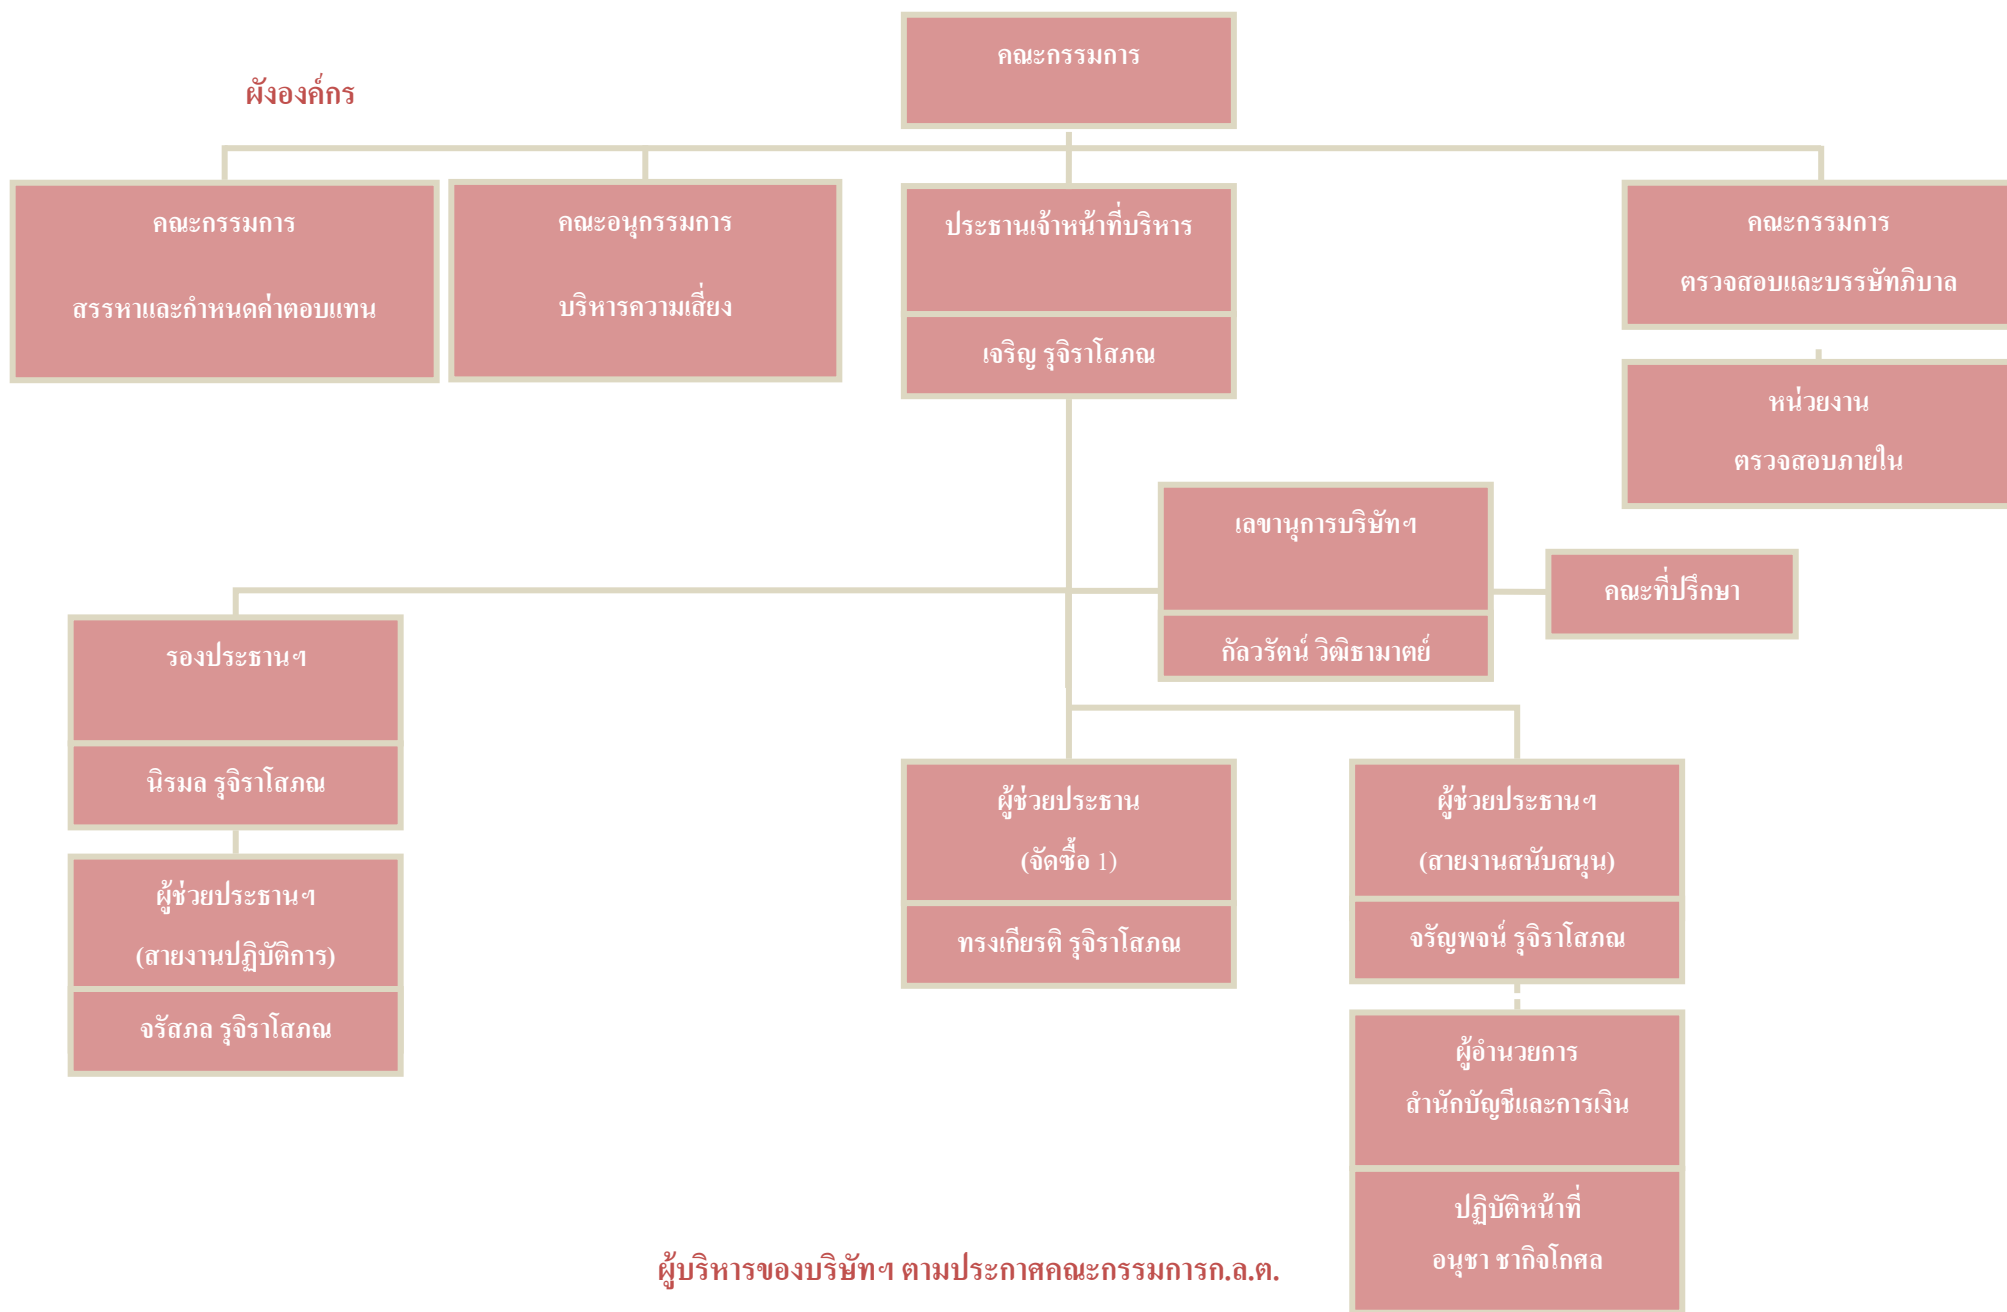 คณะกรรมการ
ผังองค์กร
คณะกรรมการ
สรรหาและกำหนดค่าตอบแทน
คณะอนุกรรมการ
บริหารความเสี่ยง
ประธานเจ้าหน้าที่บริหาร
เจริญ รุจิราโสภณ
คณะกรรมการ
ตรวจสอบและบรรษัทภิบาล
หน่วยงาน
ตรวจสอบภายใน
เลขานุการบริษัทฯ
กัลวรัตน์ วิฒิธามาตย์
คณะที่ปรึกษา
รองประธานฯ
นิรมล รุจิราโสภณ
ผู้ช่วยประธานฯ
(สายงานปฏิบัติการ)
จรัสภล รุจิราโสภณ
ผู้ช่วยประธาน
(จัดซื้อ 1)
ทรงเกียรติ รุจิราโสภณ
ผู้ช่วยประธานฯ
(สายงานสนับสนุน)
จรัญพจน์ รุจิราโสภณ
ผู้อำนวยการ
สำนักบัญชีและการเงิน
ปฏิบัติหน้าที่
อนุชา ชากิจโกศล
ผู้บริหารของบริษัทฯ ตามประกาศคณะกรรมการก.ล.ต.